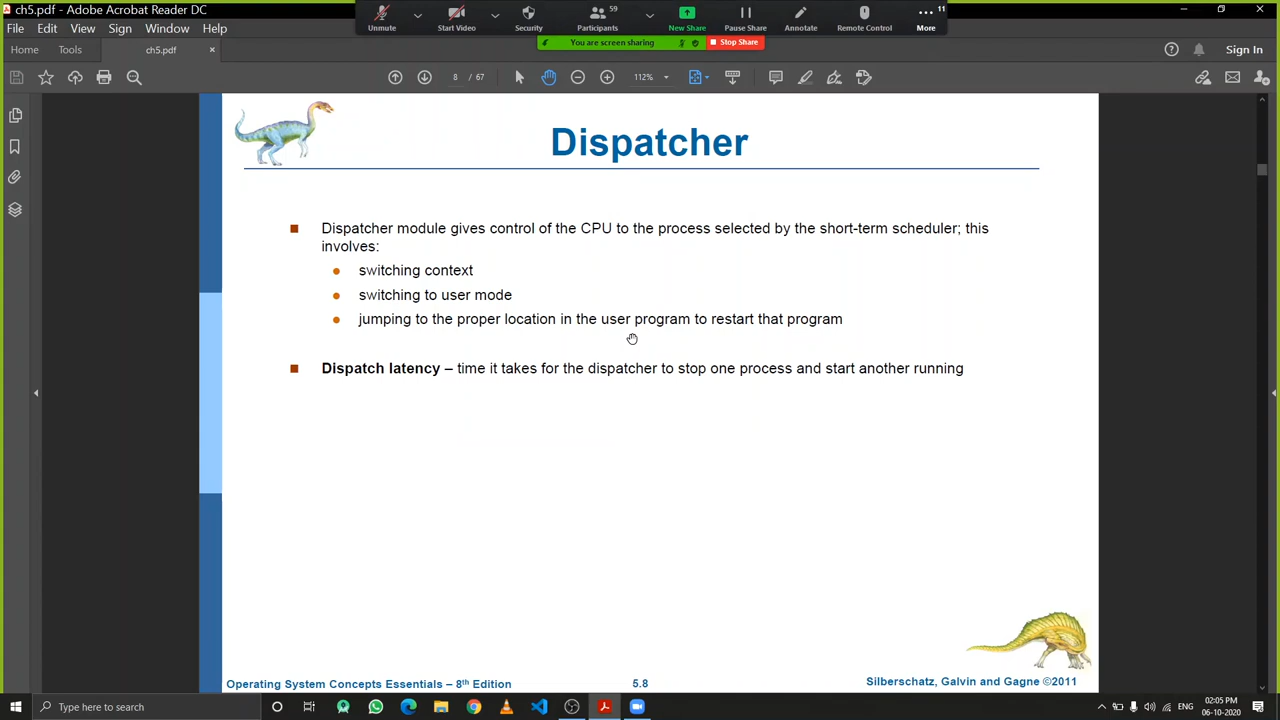 ch5.pdf - Adobe Acrobat Reader DC
File Edit View Sign Window Help
Unmute Start Video Security 59 Participants New Share Pause Share Annotate Remote Control 11 More
You are screen sharing Stop Share
Home Tools ch5.pdf × Sign In
8 / 67 112%
Dispatcher
Dispatcher module gives control of the CPU to the process selected by the short-term scheduler; this
involves:
switching context
switching to user mode
jumping to the proper location in the user program to restart that program
Dispatch latency – time it takes for the dispatcher to stop one process and start another running
Operating System Concepts Essentials – 8th Edition 5.8 Silberschatz, Galvin and Gagne ©2011
Type here to search ENG 02:05 PM
06-10-2020